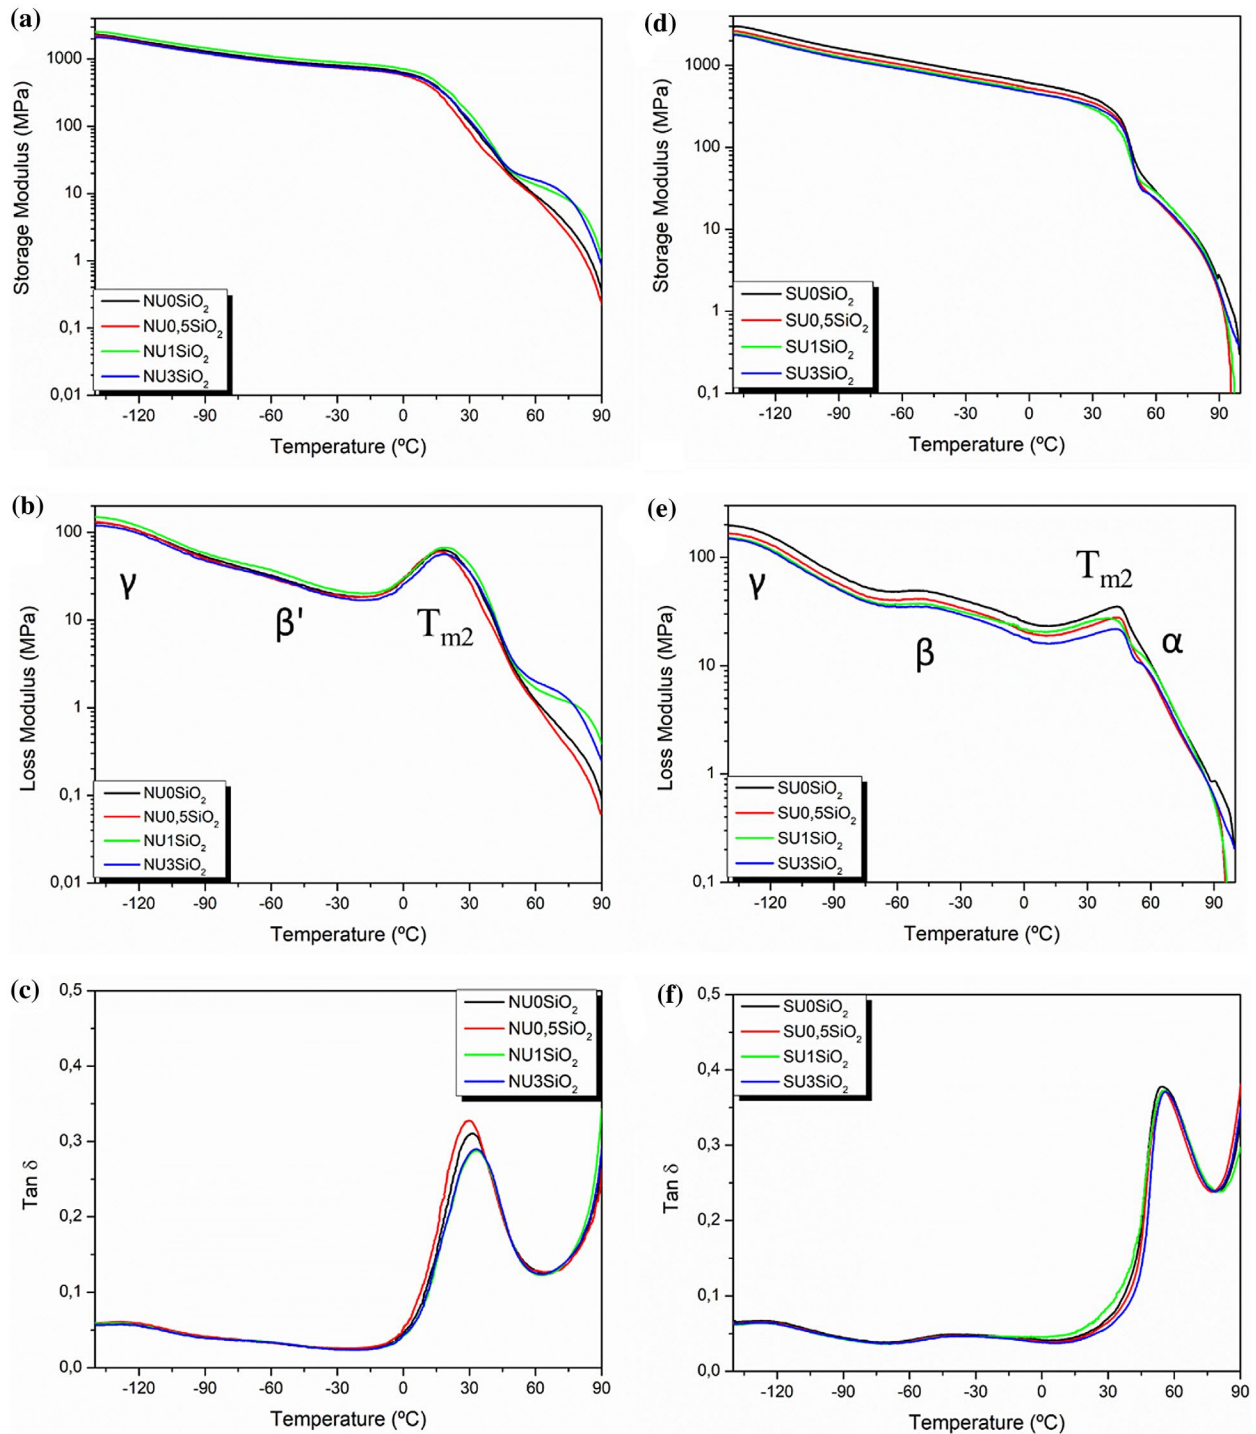 (a)
Storage Modulus (MPa)
1000
100
10
1
0,1
0,01
NU0SiO₂
NU0,5SiO₂
NU1SiO₂
NU3SiO₂
-120 -90 -60 -30 0 30 60 90
Temperature (ºC)
(d)
Storage Modulus (MPa)
1000
100
10
1
0,1
SU0SiO₂
SU0,5SiO₂
SU1SiO₂
SU3SiO₂
-120 -90 -60 -30 0 30 60 90
Temperature (ºC)
(b)
Loss Modulus (MPa)
100
10
1
0,1
0,01
γ
β'
Tm2
NU0SiO₂
NU0,5SiO₂
NU1SiO₂
NU3SiO₂
-120 -90 -60 -30 0 30 60 90
Temperature (ºC)
(e)
Loss Modulus (MPa)
100
10
1
0,1
γ
β
Tm2
α
SU0SiO₂
SU0,5SiO₂
SU1SiO₂
SU3SiO₂
-120 -90 -60 -30 0 30 60 90
Temperature (ºC)
(c)
Tan δ
0,5
0,4
0,3
0,2
0,1
0,0
NU0SiO₂
NU0,5SiO₂
NU1SiO₂
NU3SiO₂
-120 -90 -60 -30 0 30 60 90
Temperature (ºC)
(f)
Tan δ
0,5
0,4
0,3
0,2
0,1
0,0
SU0SiO₂
SU0,5SiO₂
SU1SiO₂
SU3SiO₂
-120 -90 -60 -30 0 30 60 90
Temperature (ºC)